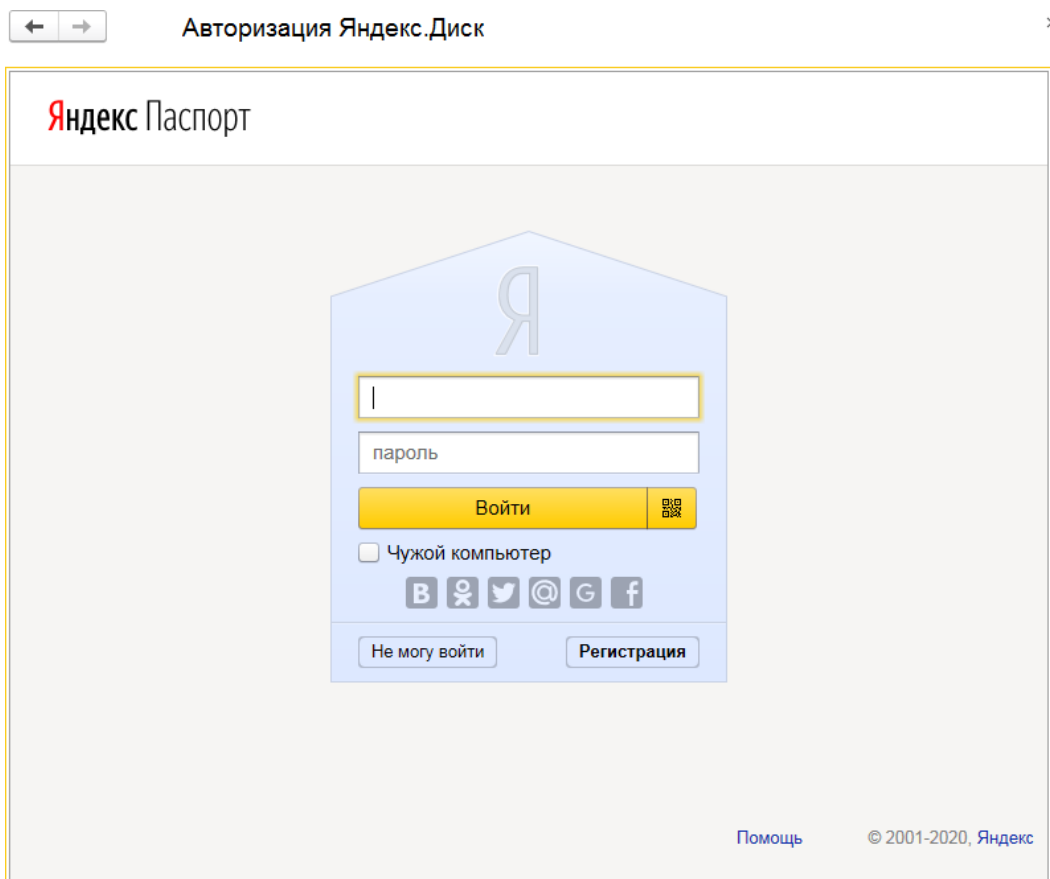 Авторизация Яндекс.Диск
Яндекс Паспорт
Я
пароль
Войти
Чужой компьютер
Не могу войти
Регистрация
Помощь
© 2001-2020, Яндекс